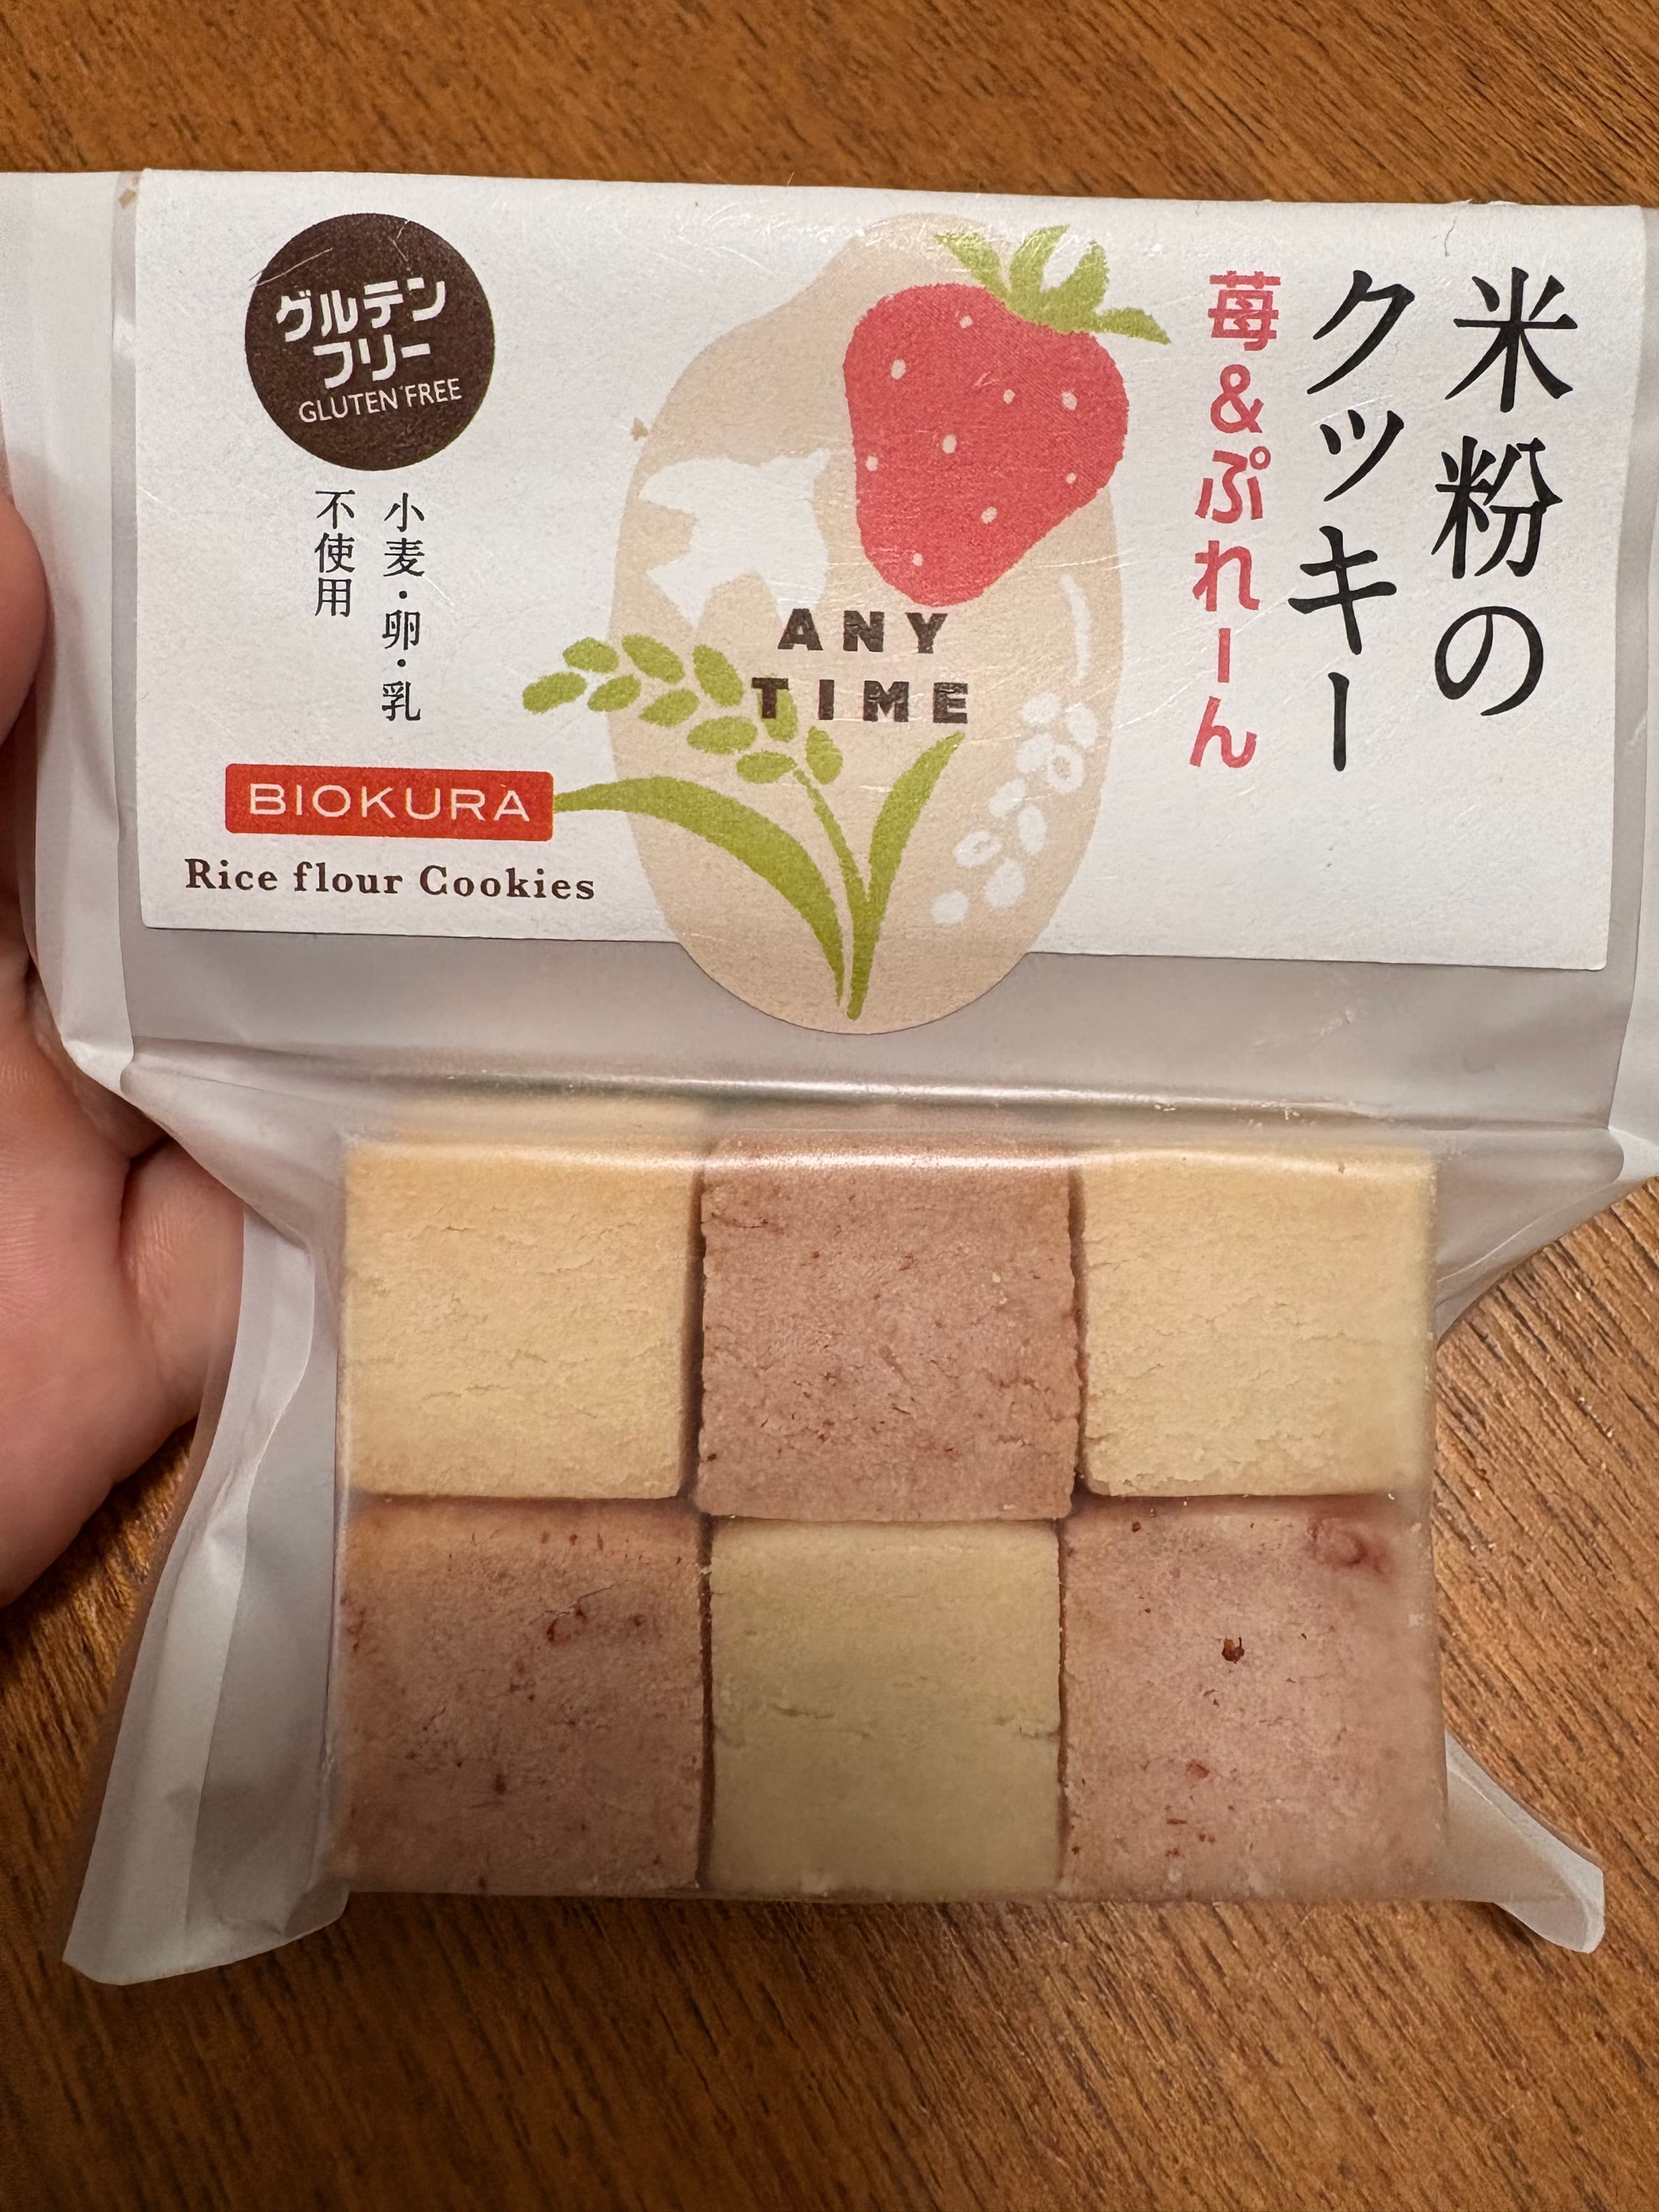 米粉の
クッキー
苺&ぷれーん
グルテン
フリー
GLUTEN FREE
小麦・卵・乳
不使用
ANY
TIME
BIOKURA
Rice flour Cookies